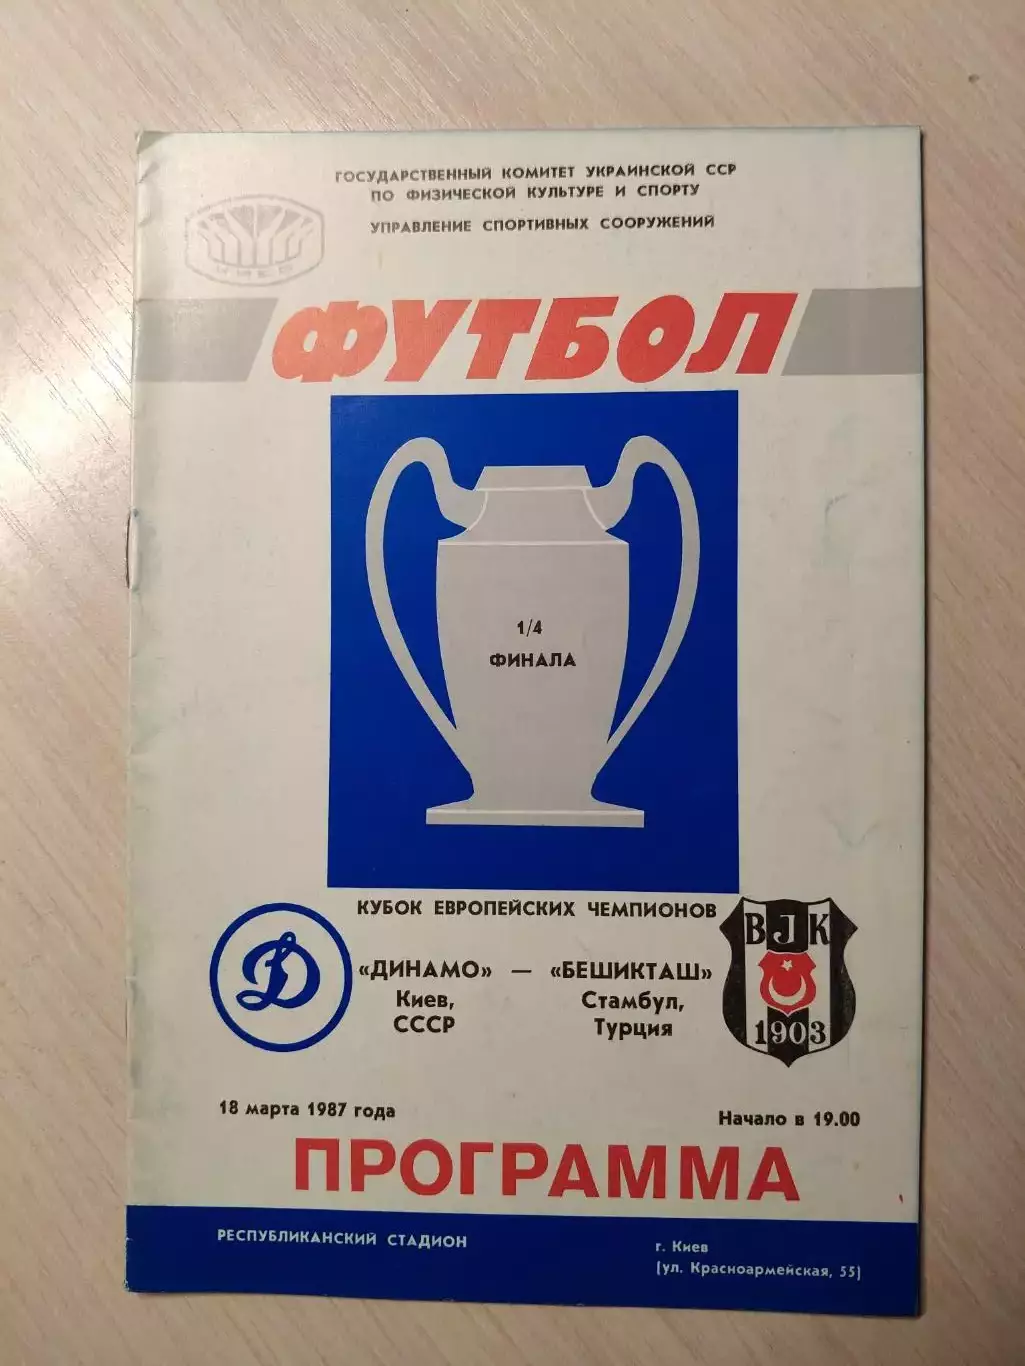 ГОСУДАРСТВЕННЫЙ КОМИТЕТ УКРАИНСКОЙ ССР
ПО ФИЗИЧЕСКОЙ КУЛЬТУРЕ И СПОРТУ
УПРАВЛЕНИЕ СПОРТИВНЫХ СООРУЖЕНИЙ
ФУТБОЛ
1/4
ФИНАЛА
КУБОК ЕВРОПЕЙСКИХ ЧЕМПИОНОВ
Д
«ДИНАМО» — «БЕШИКТАШ»
Киев,
СССР
Стамбул,
Турция
BJK
1903
18 марта 1987 года
Начало в 19.00
ПРОГРАММА
РЕСПУБЛИКАНСКИЙ СТАДИОН
г. Киев
(ул. Красноармейская, 55)